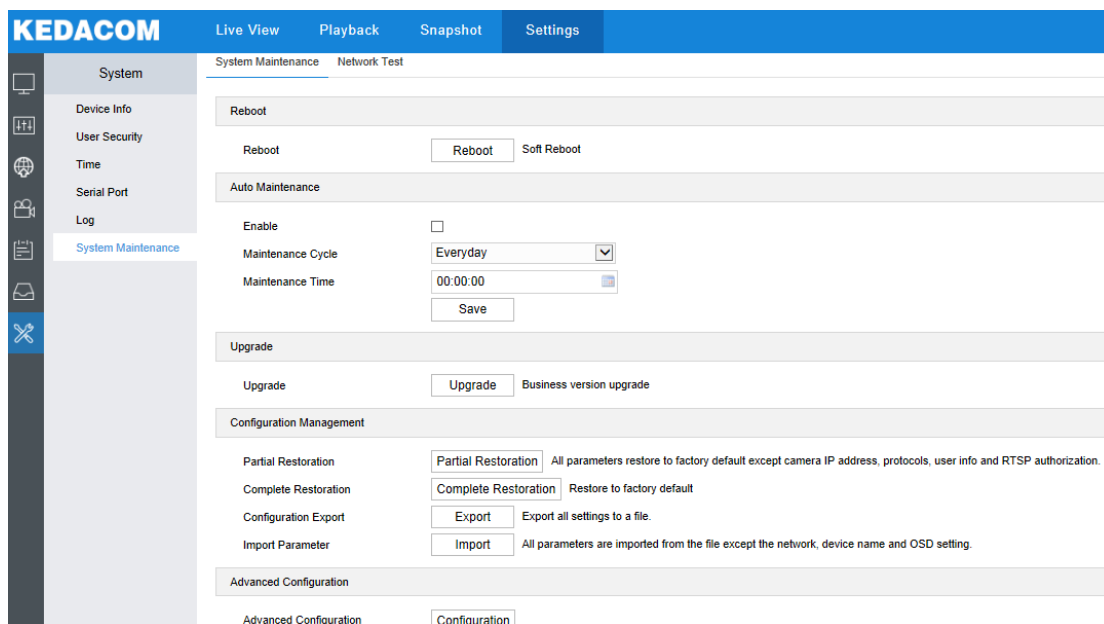 KEDACOM Live View Playback Snapshot Settings
System
Device Info
User Security
Time
Serial Port
Log
System Maintenance
System Maintenance Network Test
Reboot
Reboot Reboot Soft Reboot
Auto Maintenance
Enable
Maintenance Cycle Everyday
Maintenance Time 00:00:00
Save
Upgrade
Upgrade Upgrade Business version upgrade
Configuration Management
Partial Restoration Partial Restoration All parameters restore to factory default except camera IP address, protocols, user info and RTSP authorization.
Complete Restoration Complete Restoration Restore to factory default
Configuration Export Export Export all settings to a file.
Import Parameter Import All parameters are imported from the file except the network, device name and OSD setting.
Advanced Configuration
Advanced Configuration Configuration